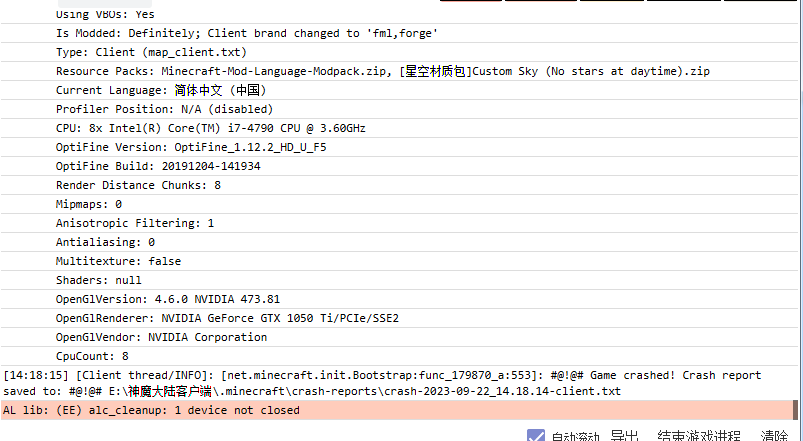 Using VBOs: Yes
Is Modded: Definitely; Client brand changed to 'fml,forge'
Type: Client (map_client.txt)
Resource Packs: Minecraft-Mod-Language-Modpack.zip, [星空材质包]Custom Sky (No stars at daytime).zip
Current Language: 简体中文 (中国)
Profiler Position: N/A (disabled)
CPU: 8x Intel(R) Core(TM) i7-4790 CPU @ 3.60GHz
OptiFine Version: OptiFine_1.12.2_HD_U_F5
OptiFine Build: 20191204-141934
Render Distance Chunks: 8
Mipmaps: 0
Anisotropic Filtering: 1
Antialiasing: 0
Multitexture: false
Shaders: null
OpenGlVersion: 4.6.0 NVIDIA 473.81
OpenGlRenderer: NVIDIA GeForce GTX 1050 Ti/PCIe/SSE2
OpenGlVendor: NVIDIA Corporation
CpuCount: 8
[14:18:15] [Client thread/INFO]: [net.minecraft.init.Bootstrap:func_179870_a:553]: #@!@# Game crashed! Crash report
saved to: #@!@# E:\神魔大陆客户端\.minecraft\crash-reports\crash-2023-09-22_14.18.14-client.txt
AL lib: (EE) alc_cleanup: 1 device not closed
自动滚动 导出 结束游戏进程 清除